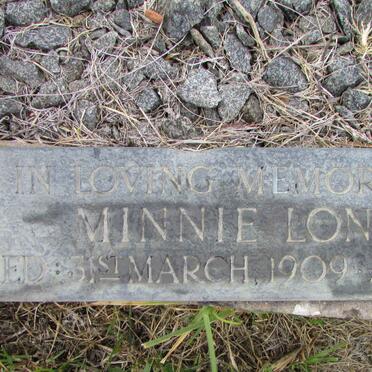 IN LOVING MEMOR
MINNIE LON
ED 31ST MARCH 1909